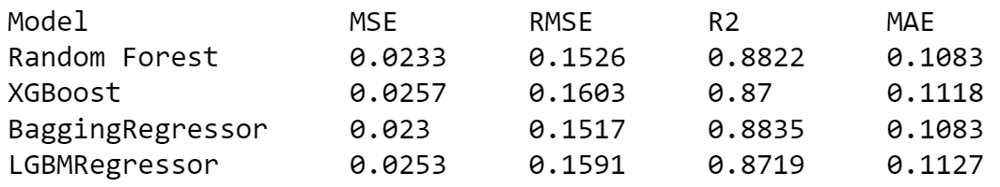 Model MSE RMSE R2 MAE
Random Forest 0.0233 0.1526 0.8822 0.1083
XGBoost 0.0257 0.1603 0.87 0.1118
BaggingRegressor 0.023 0.1517 0.8835 0.1083
LGBMRegressor 0.0253 0.1591 0.8719 0.1127